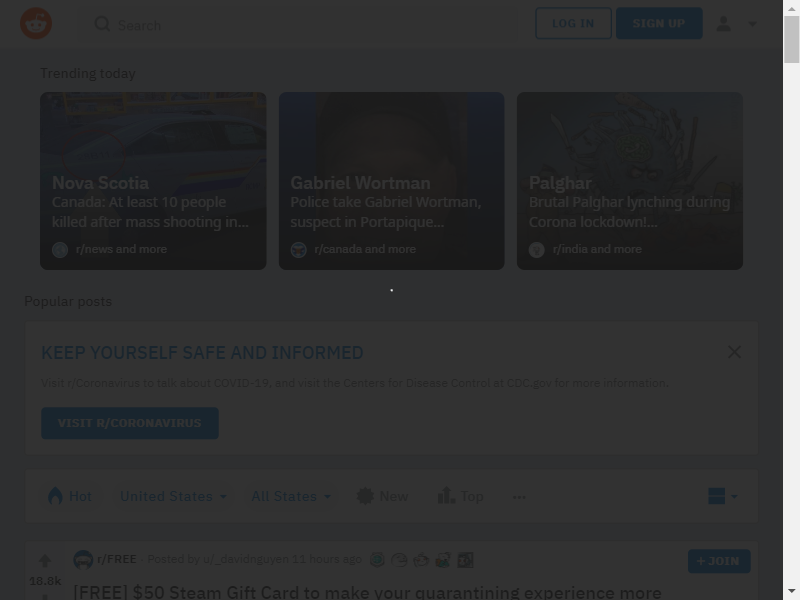 Search
LOG IN
SIGN UP
Trending today
Nova Scotia
Canada: At least 10 people
killed after mass shooting in...
r/news and more
Gabriel Wortman
Police take Gabriel Wortman,
suspect in Portapique...
r/canada and more
Palghar
Brutal Palghar lynching during
Corona lockdown!...
r/india and more
Popular posts
KEEP YOURSELF SAFE AND INFORMED
Visit r/Coronavirus to talk about COVID-19, and visit the Centers for Disease Control at CDC.gov for more information.
VISIT R/CORONAVIRUS
Hot
United States
All States
New
Top
r/FREE · Posted by u/_davidnguyen 11 hours ago
+ JOIN
18.8k
[FREE] $50 Steam Gift Card to make your quarantining experience more